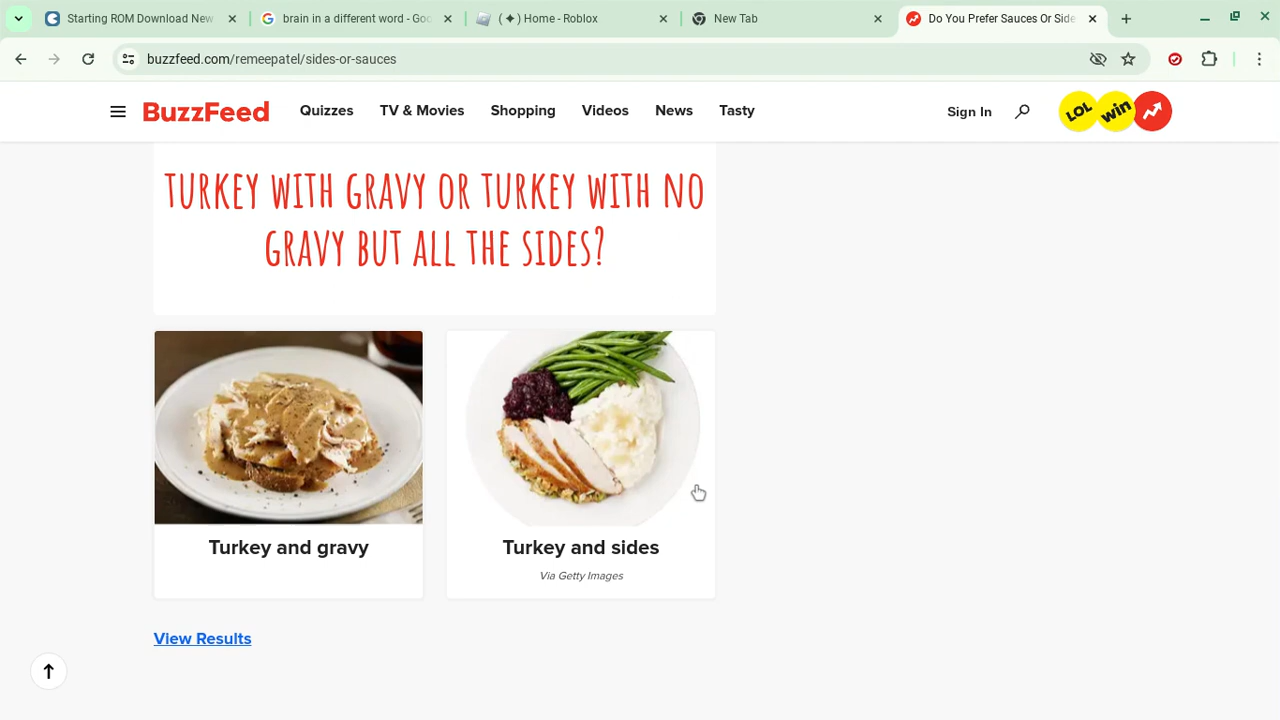 Starting ROM Download New
brain in a different word - Goo
( ✦ ) Home - Roblox
New Tab
Do You Prefer Sauces Or Side
buzzfeed.com/remeepatel/sides-or-sauces
BuzzFeed
Quizzes
TV & Movies
Shopping
Videos
News
Tasty
Sign In
LOL
win
TURKEY WITH GRAVY OR TURKEY WITH NO
GRAVY BUT ALL THE SIDES?
Turkey and gravy
Turkey and sides
Via Getty Images
View Results